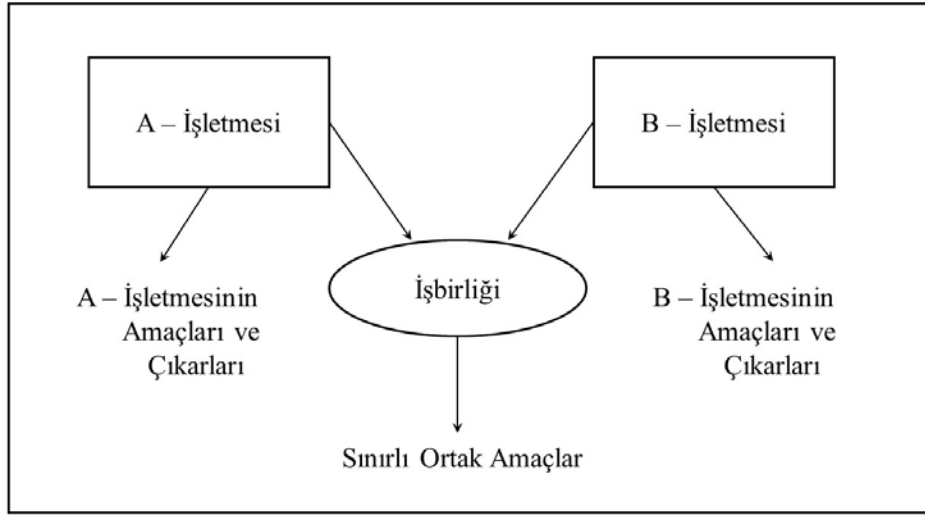 A – İşletmesi
B – İşletmesi
İşbirliği
A – İşletmesinin
Amaçları ve
Çıkarları
B – İşletmesinin
Amaçları ve
Çıkarları
Sınırlı Ortak Amaçlar